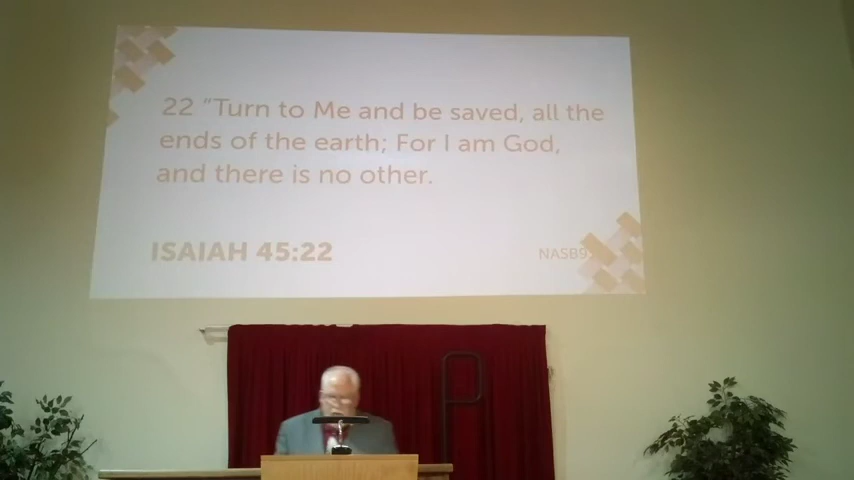 22 "Turn to Me and be saved, all the
ends of the earth; For I am God,
and there is no other.
ISAIAH 45:22
NASB9